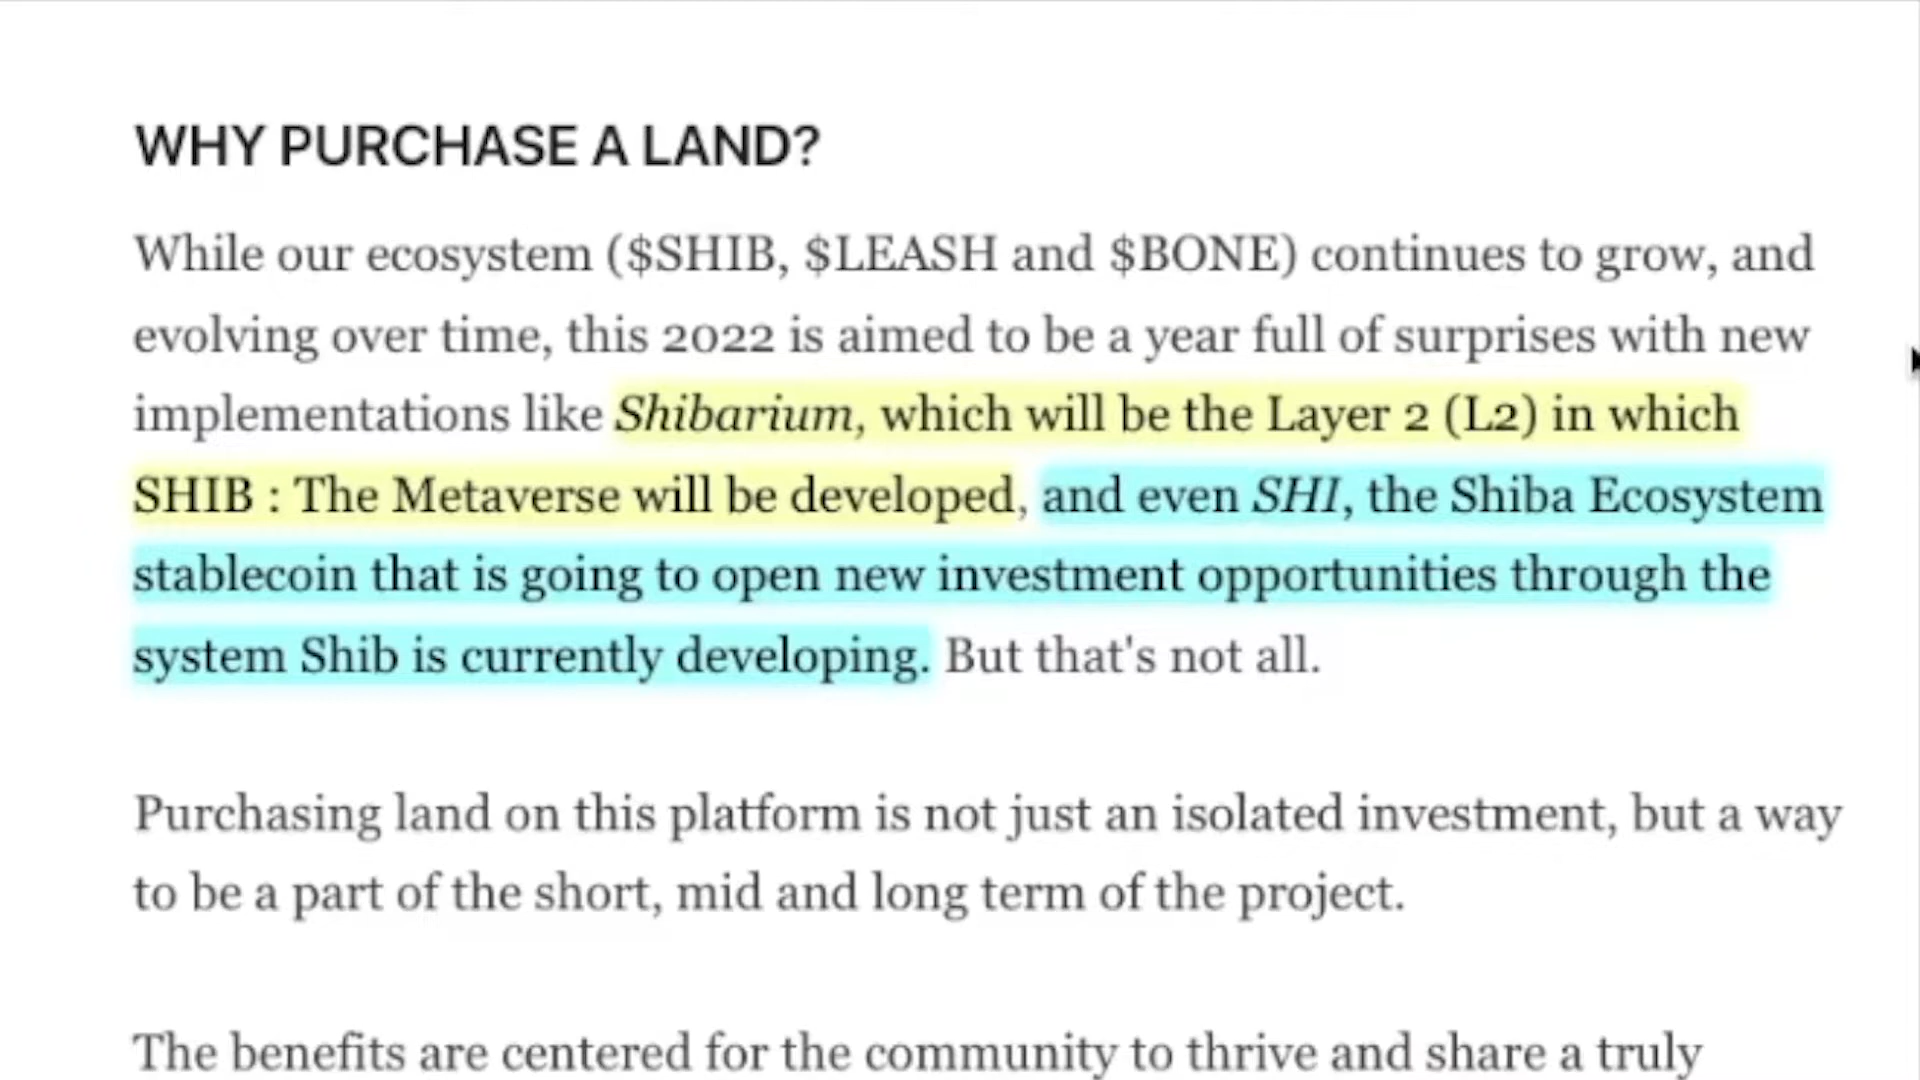 WHY PURCHASE A LAND?
While our ecosystem ($SHIB, $LEASH and $BONE) continues to grow, and
evolving over time, this 2022 is aimed to be a year full of surprises with new
implementations like Shibarium, which will be the Layer 2 (L2) in which
SHIB : The Metaverse will be developed, and even SHI, the Shiba Ecosystem
stablecoin that is going to open new investment opportunities through the
system Shib is currently developing. But that's not all.
Purchasing land on this platform is not just an isolated investment, but a way
to be a part of the short, mid and long term of the project.
The benefits are centered for the community to thrive and share a truly